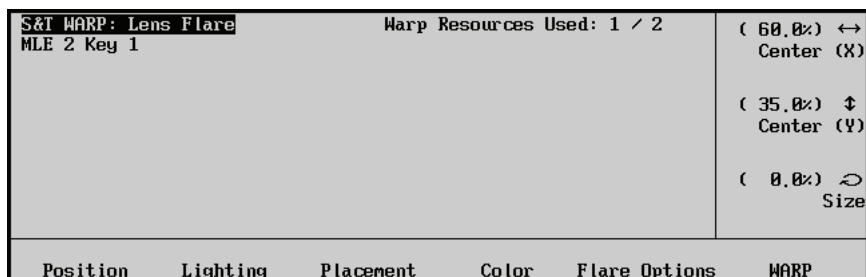 S&T WARP: Lens Flare Warp Resources Used: 1 / 2
MLE 2 Key 1
( 60.0%) ↔
Center (X)
( 35.0%) ↕
Center (Y)
( 0.0%)
Size
Position Lighting Placement Color Flare Options WARP